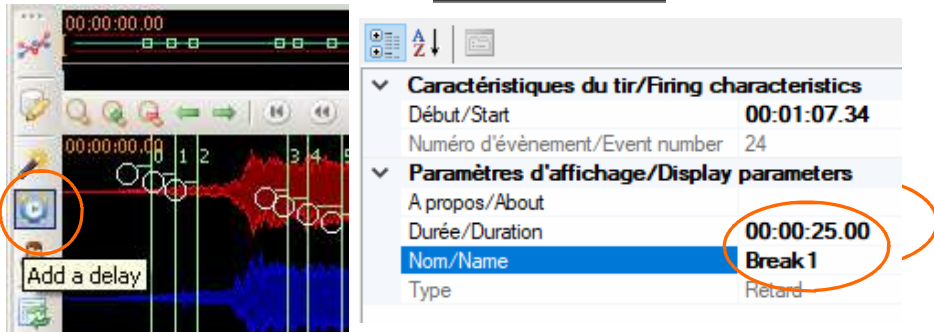 00:00:00.00
00:00:00.00
0 1 2 3 4 5
Add a delay
A
Z
Caractéristiques du tir/Firing characteristics
Début/Start 00:01:07.34
Numéro d'évènement/Event number 24
Paramètres d'affichage/Display parameters
A propos/About
Durée/Duration 00:00:25.00
Nom/Name Break1
Type Retard